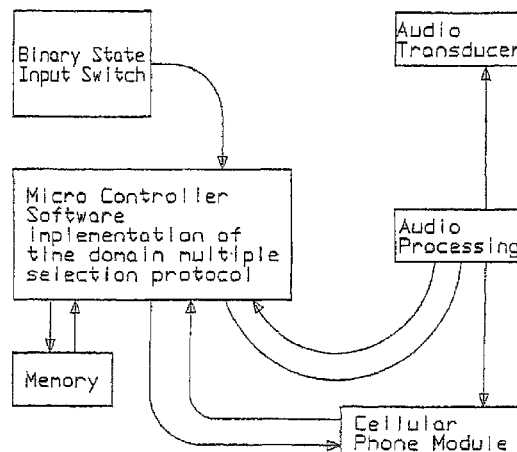 Binary State
Input Switch
Audio
Transducer
Micro Controller
Software
implementation of
time domain multiple
selection protocol
Audio
Processing
Memory
Cellular
Phone Module